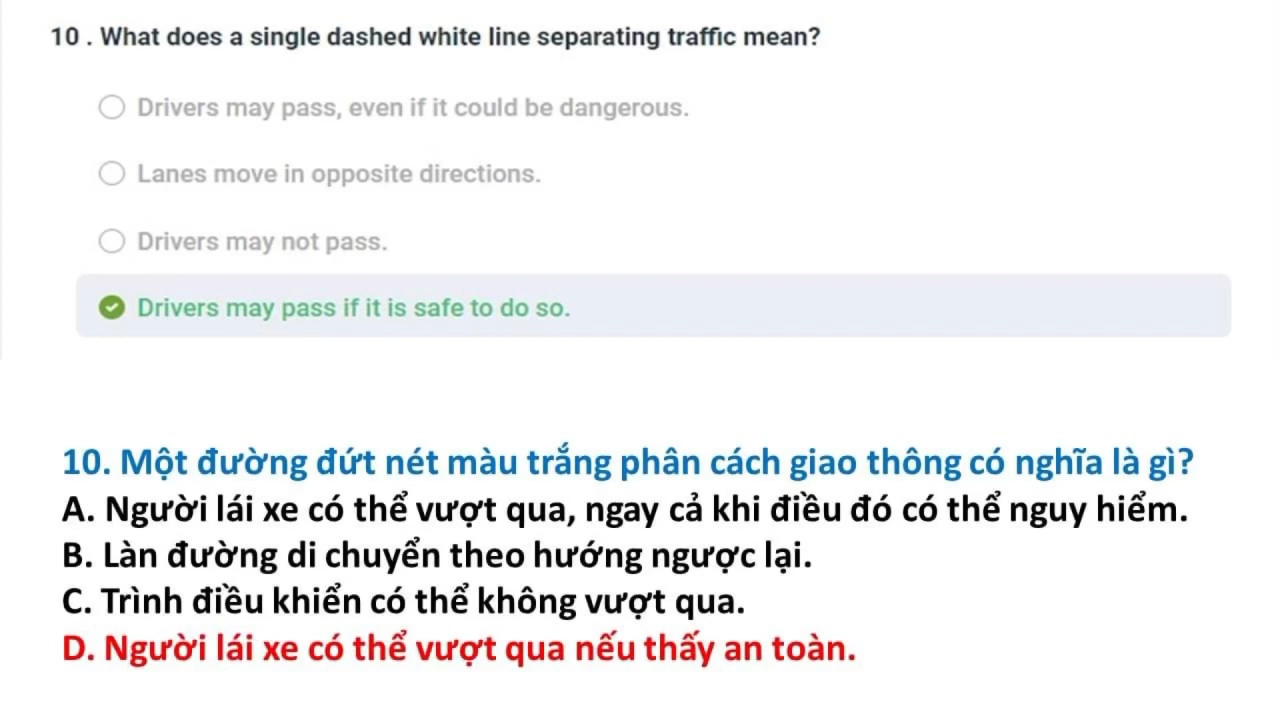 10 . What does a single dashed white line separating traffic mean?
Drivers may pass, even if it could be dangerous.
Lanes move in opposite directions.
Drivers may not pass.
Drivers may pass if it is safe to do so.
10. Một đường đứt nét màu trắng phân cách giao thông có nghĩa là gì?
A. Người lái xe có thể vượt qua, ngay cả khi điều đó có thể nguy hiểm.
B. Làn đường di chuyển theo hướng ngược lại.
C. Trình điều khiển có thể không vượt qua.
D. Người lái xe có thể vượt qua nếu thấy an toàn.